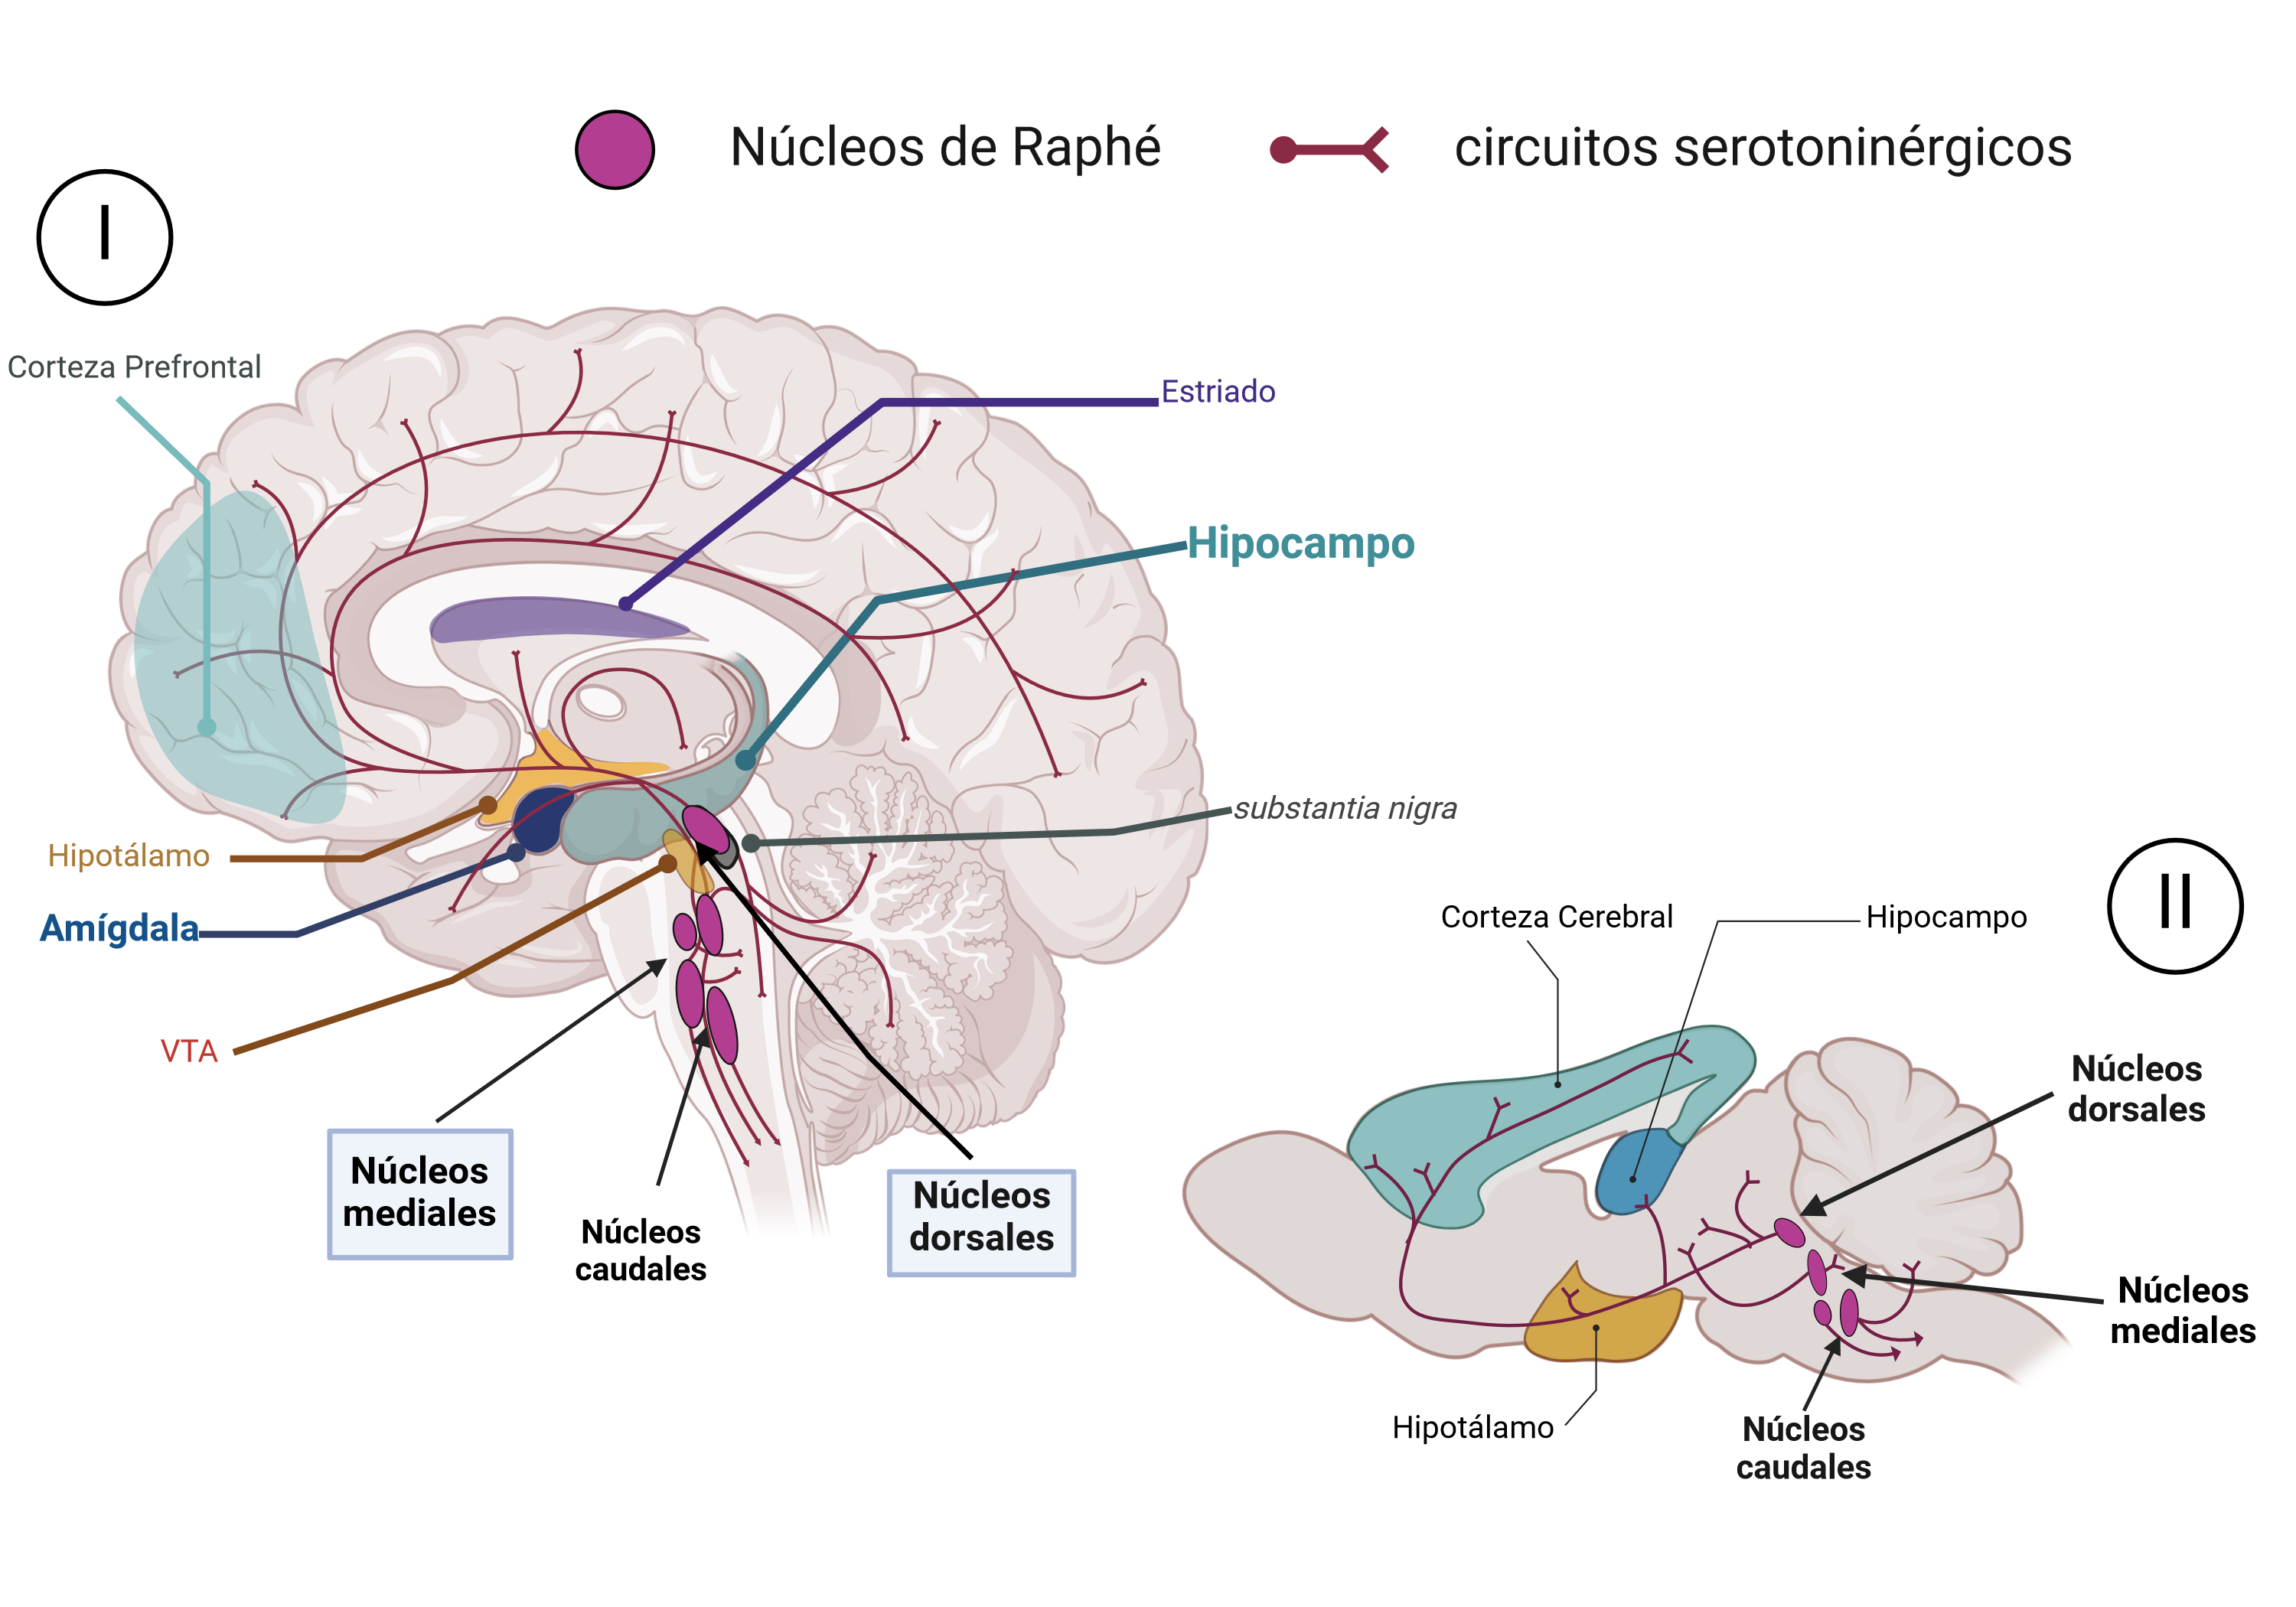 Núcleos de Raphé
circuitos serotoninérgicos
I
Corteza Prefrontal
Estriado
Hipocampo
substantia nigra
Hipotálamo
Amígdala
VTA
Núcleos
mediales
Núcleos
caudales
Núcleos
dorsales
II
Corteza Cerebral
Hipocampo
Núcleos
dorsales
Núcleos
mediales
Hipotálamo
Núcleos
caudales